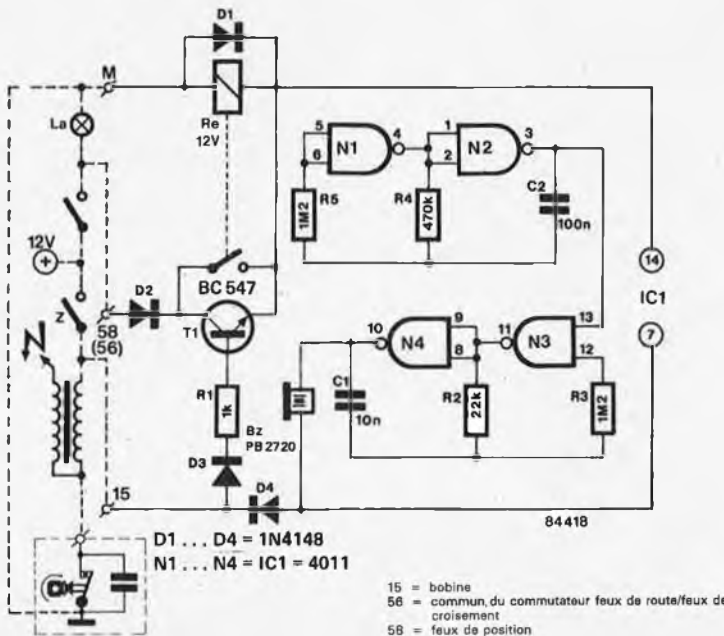 D1
M
La
Re
12V
12V
+
Z
58
(56)
D2
BC 547
T1
R1
1k
D3
Bz
PB 2720
D4
15
5
6
N1
4
1
2
N2
3
R5
1M2
R4
470k
C2
100n
14
IC1
7
10
N4
9
8
11
N3
13
12
C1
10n
R2
22k
R3
1M2
84418
D1 . . . D4 = 1N4148
N1 . . . N4 = IC1 = 4011
15 = bobine
56 = commun, du commutateur feux de route/feux de
croisement
58 = feux de position